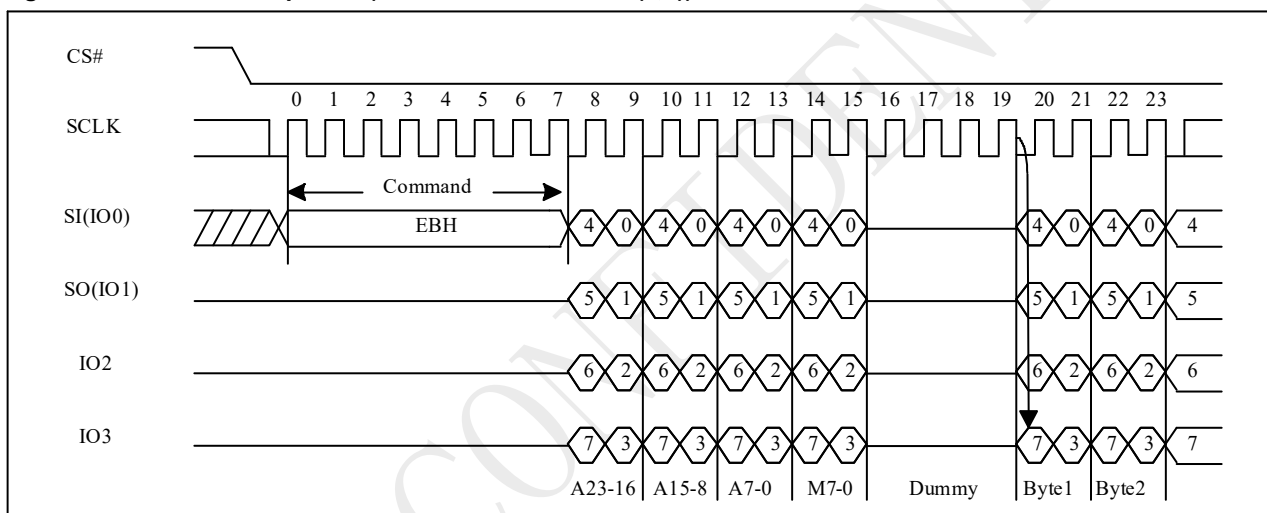 CS#
0 1 2 3 4 5 6 7 8 9 10 11 12 13 14 15 16 17 18 19 20 21 22 23
SCLK
Command
SI(IO0) EBH 4 0 4 0 4 0 4 0 4 0 4 0 4
SO(IO1) 5 1 5 1 5 1 5 1 5 1 5 1 5
IO2 6 2 6 2 6 2 6 2 6 2 6 2 6
IO3 7 3 7 3 7 3 7 3 7 3 7 3 7
A23-16 A15-8 A7-0 M7-0 Dummy Byte1 Byte2